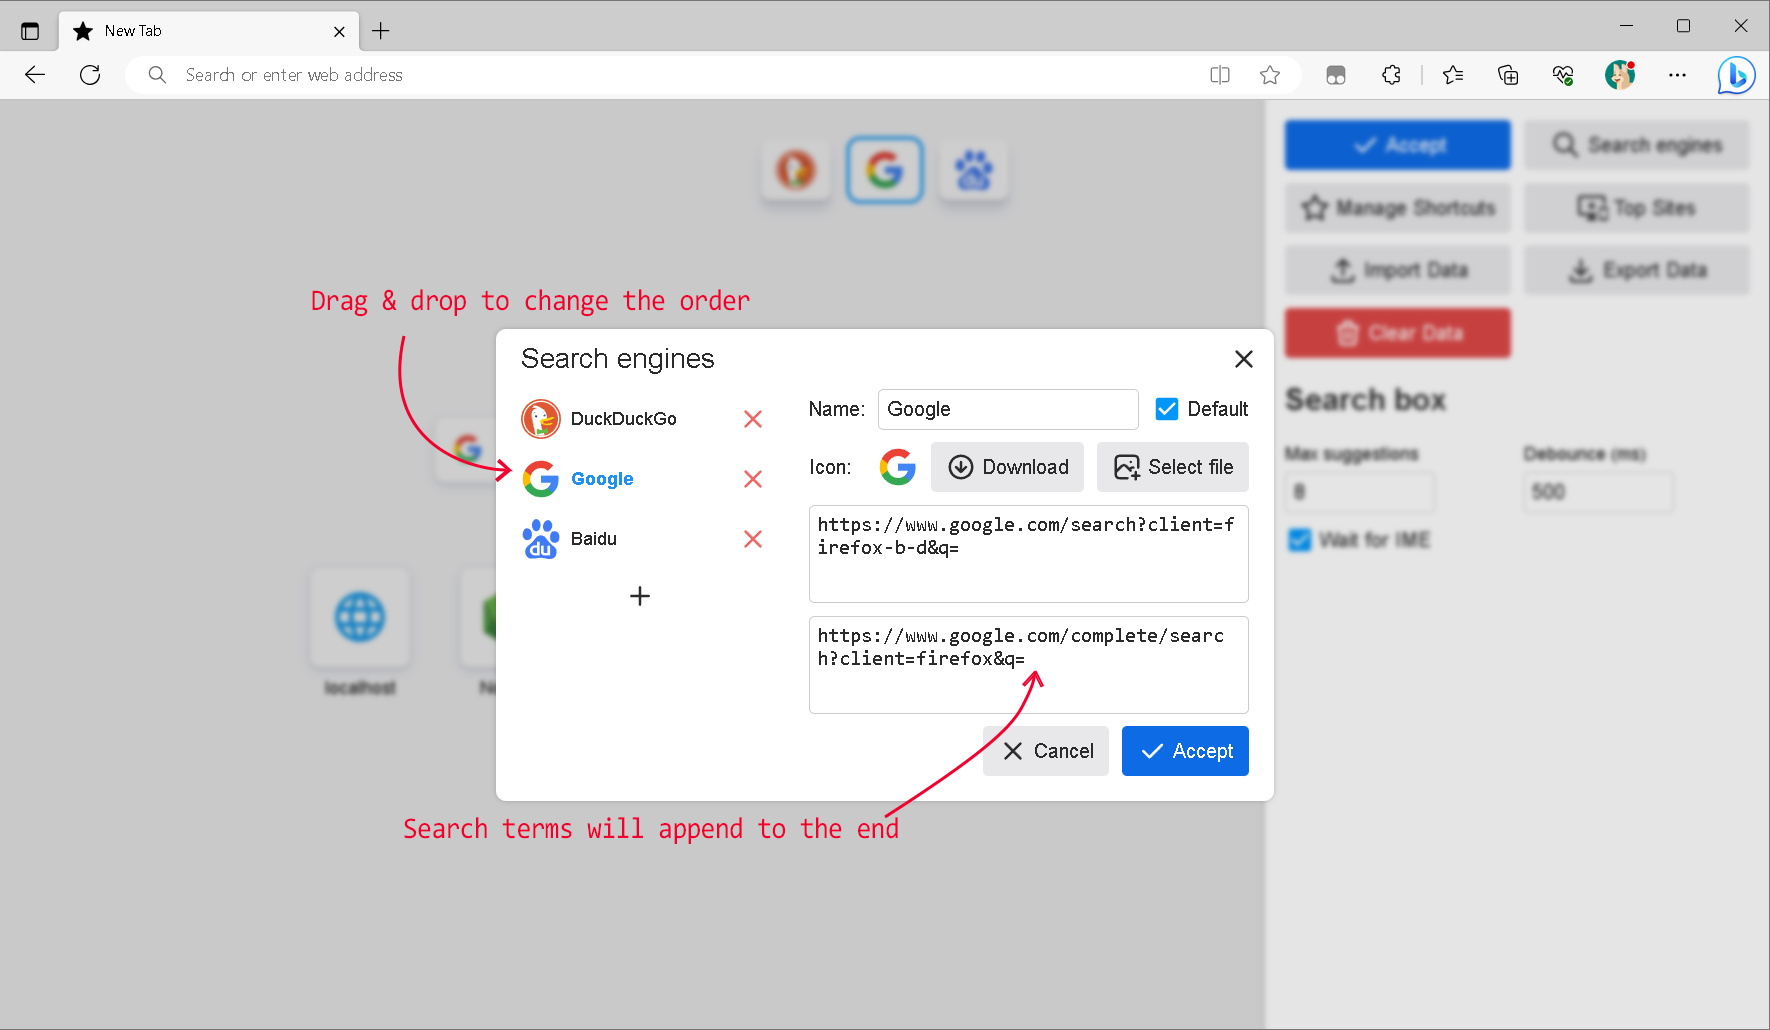 New Tab
Search or enter web address
Accept
Search engines
Manage Shortcuts
Top Sites
Import Data
Export Data
Clear Data
Drag & drop to change the order
Search engines
DuckDuckGo
Google
Baidu
du
Name:
Google
Default
Icon:
Download
Select file
https://www.google.com/search?client=f
irefox-b-d&q=
https://www.google.com/complete/searc
h?client=firefox&q=
Cancel
Accept
Search terms will append to the end
Search box
Max suggestions
Debounce (ms)
8
500
Wait for IME
localhost